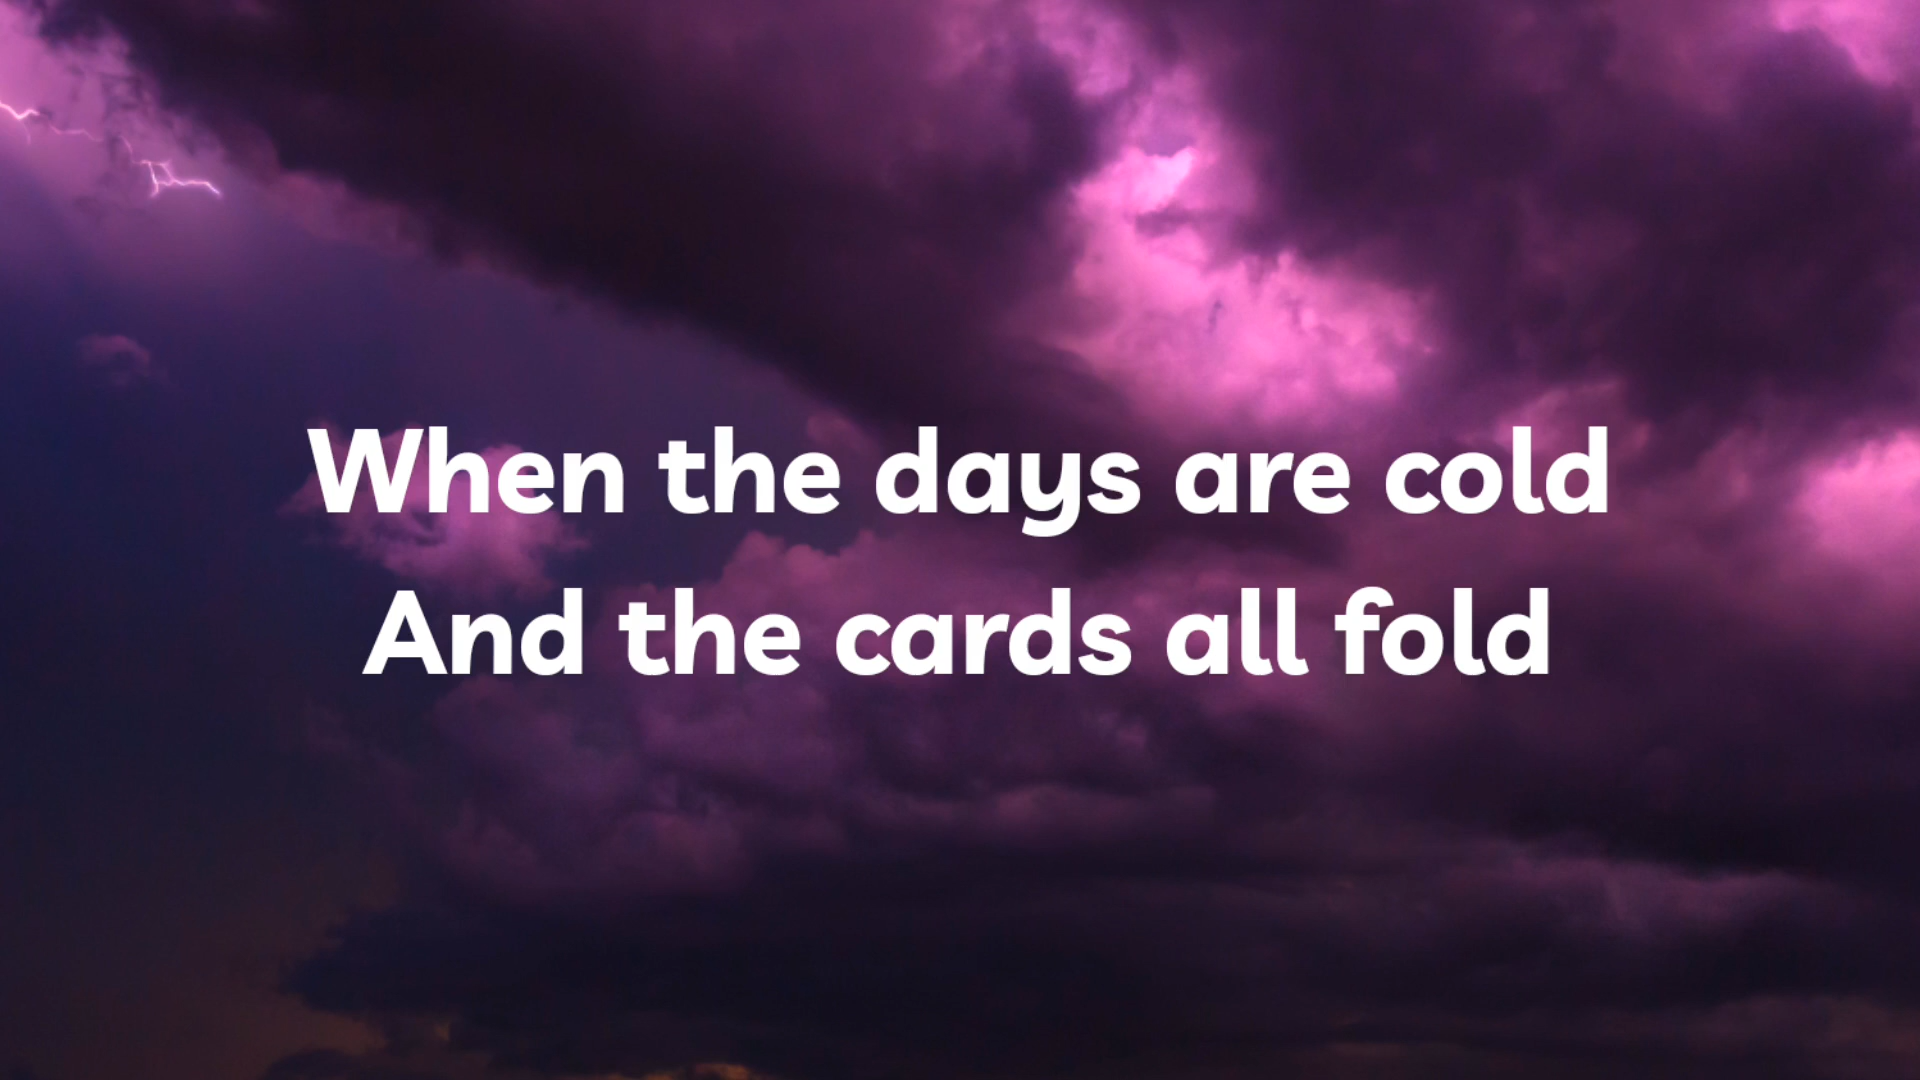 When the days are cold
And the cards all fold